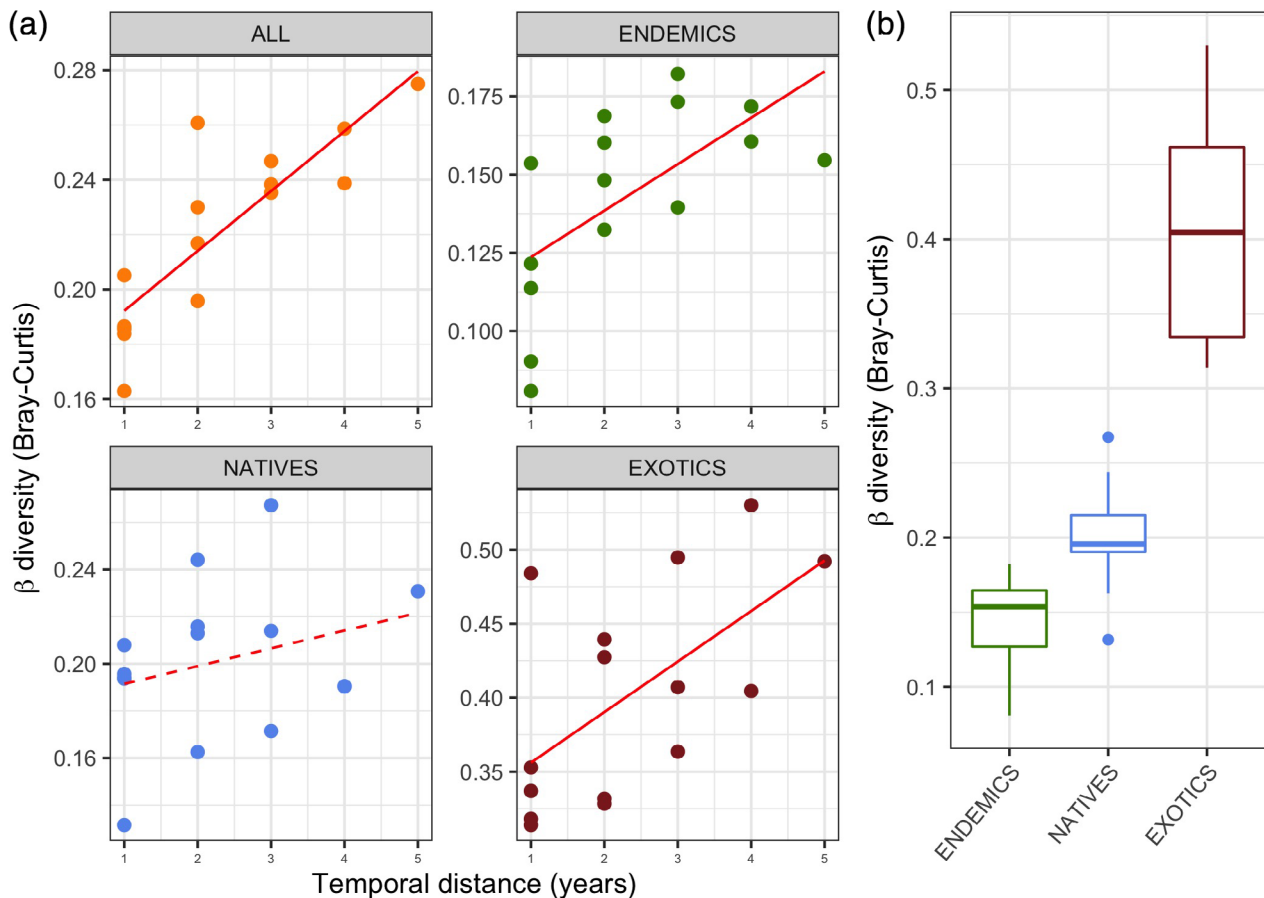 (a)
ALL
ENDEMICS
0.28
0.24
0.20
0.16
1 2 3 4 5
0.175
0.150
0.125
0.100
1 2 3 4 5
NATIVES
EXOTICS
0.24
0.20
0.16
1 2 3 4 5
0.50
0.45
0.40
0.35
1 2 3 4 5
β diversity (Bray-Curtis)
Temporal distance (years)
(b)
β diversity (Bray-Curtis)
0.5
0.4
0.3
0.2
0.1
ENDEMICS
NATIVES
EXOTICS